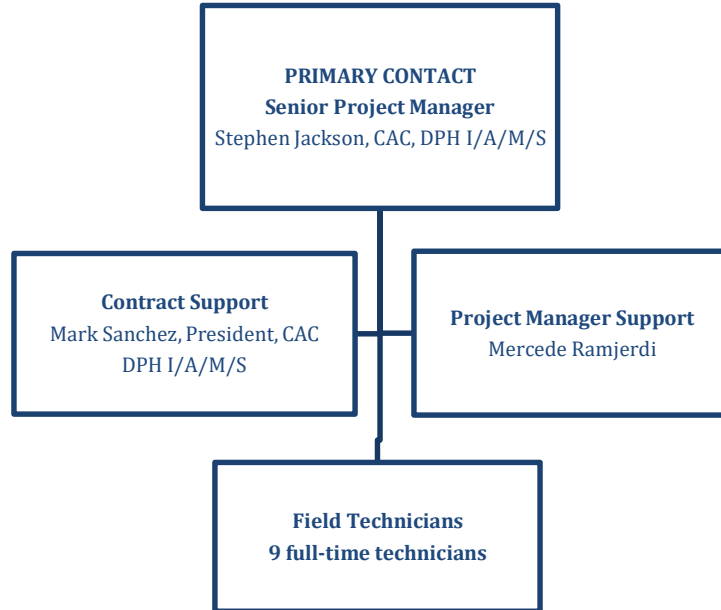 PRIMARY CONTACT
Senior Project Manager
Stephen Jackson, CAC, DPH I/A/M/S
Contract Support
Mark Sanchez, President, CAC
DPH I/A/M/S
Project Manager Support
Mercede Ramjerdi
Field Technicians
9 full-time technicians